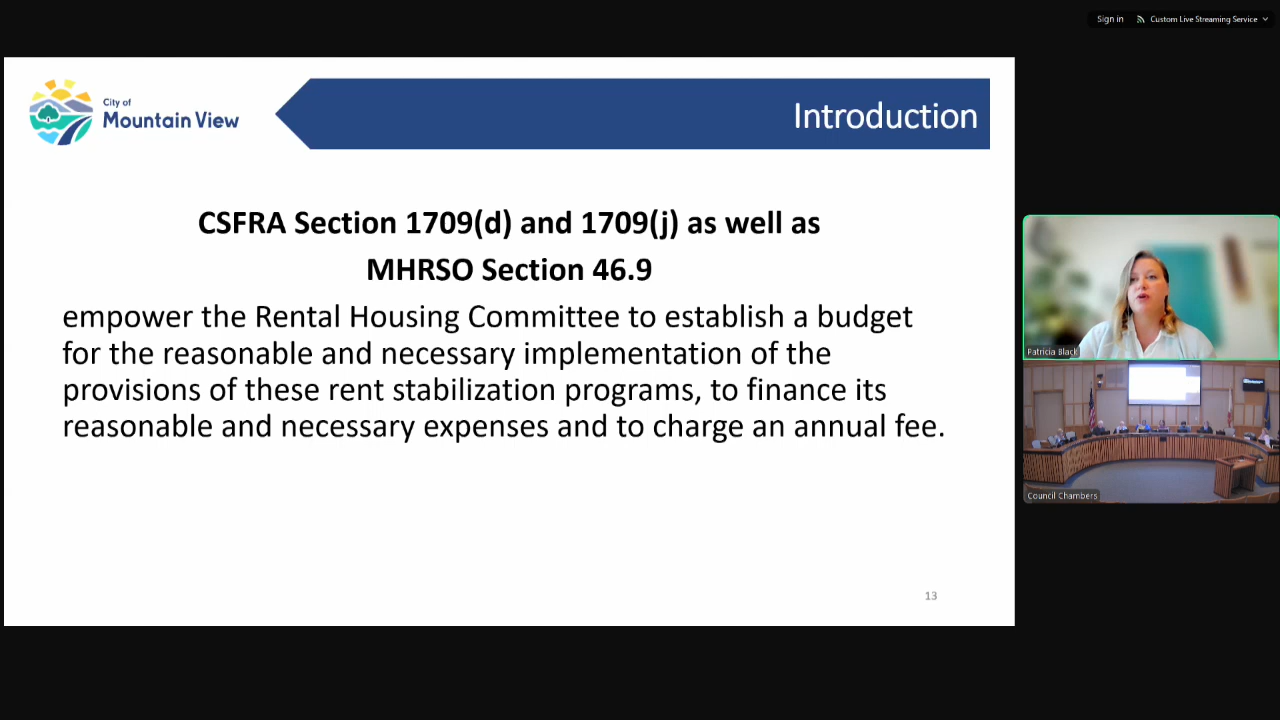 Sign in
Custom Live Streaming Service
City of
Mountain View
Introduction
CSFRA Section 1709(d) and 1709(j) as well as
MHRSO Section 46.9
empower the Rental Housing Committee to establish a budget
for the reasonable and necessary implementation of the
provisions of these rent stabilization programs, to finance its
reasonable and necessary expenses and to charge an annual fee.
13
Patricia Black
Council Chambers